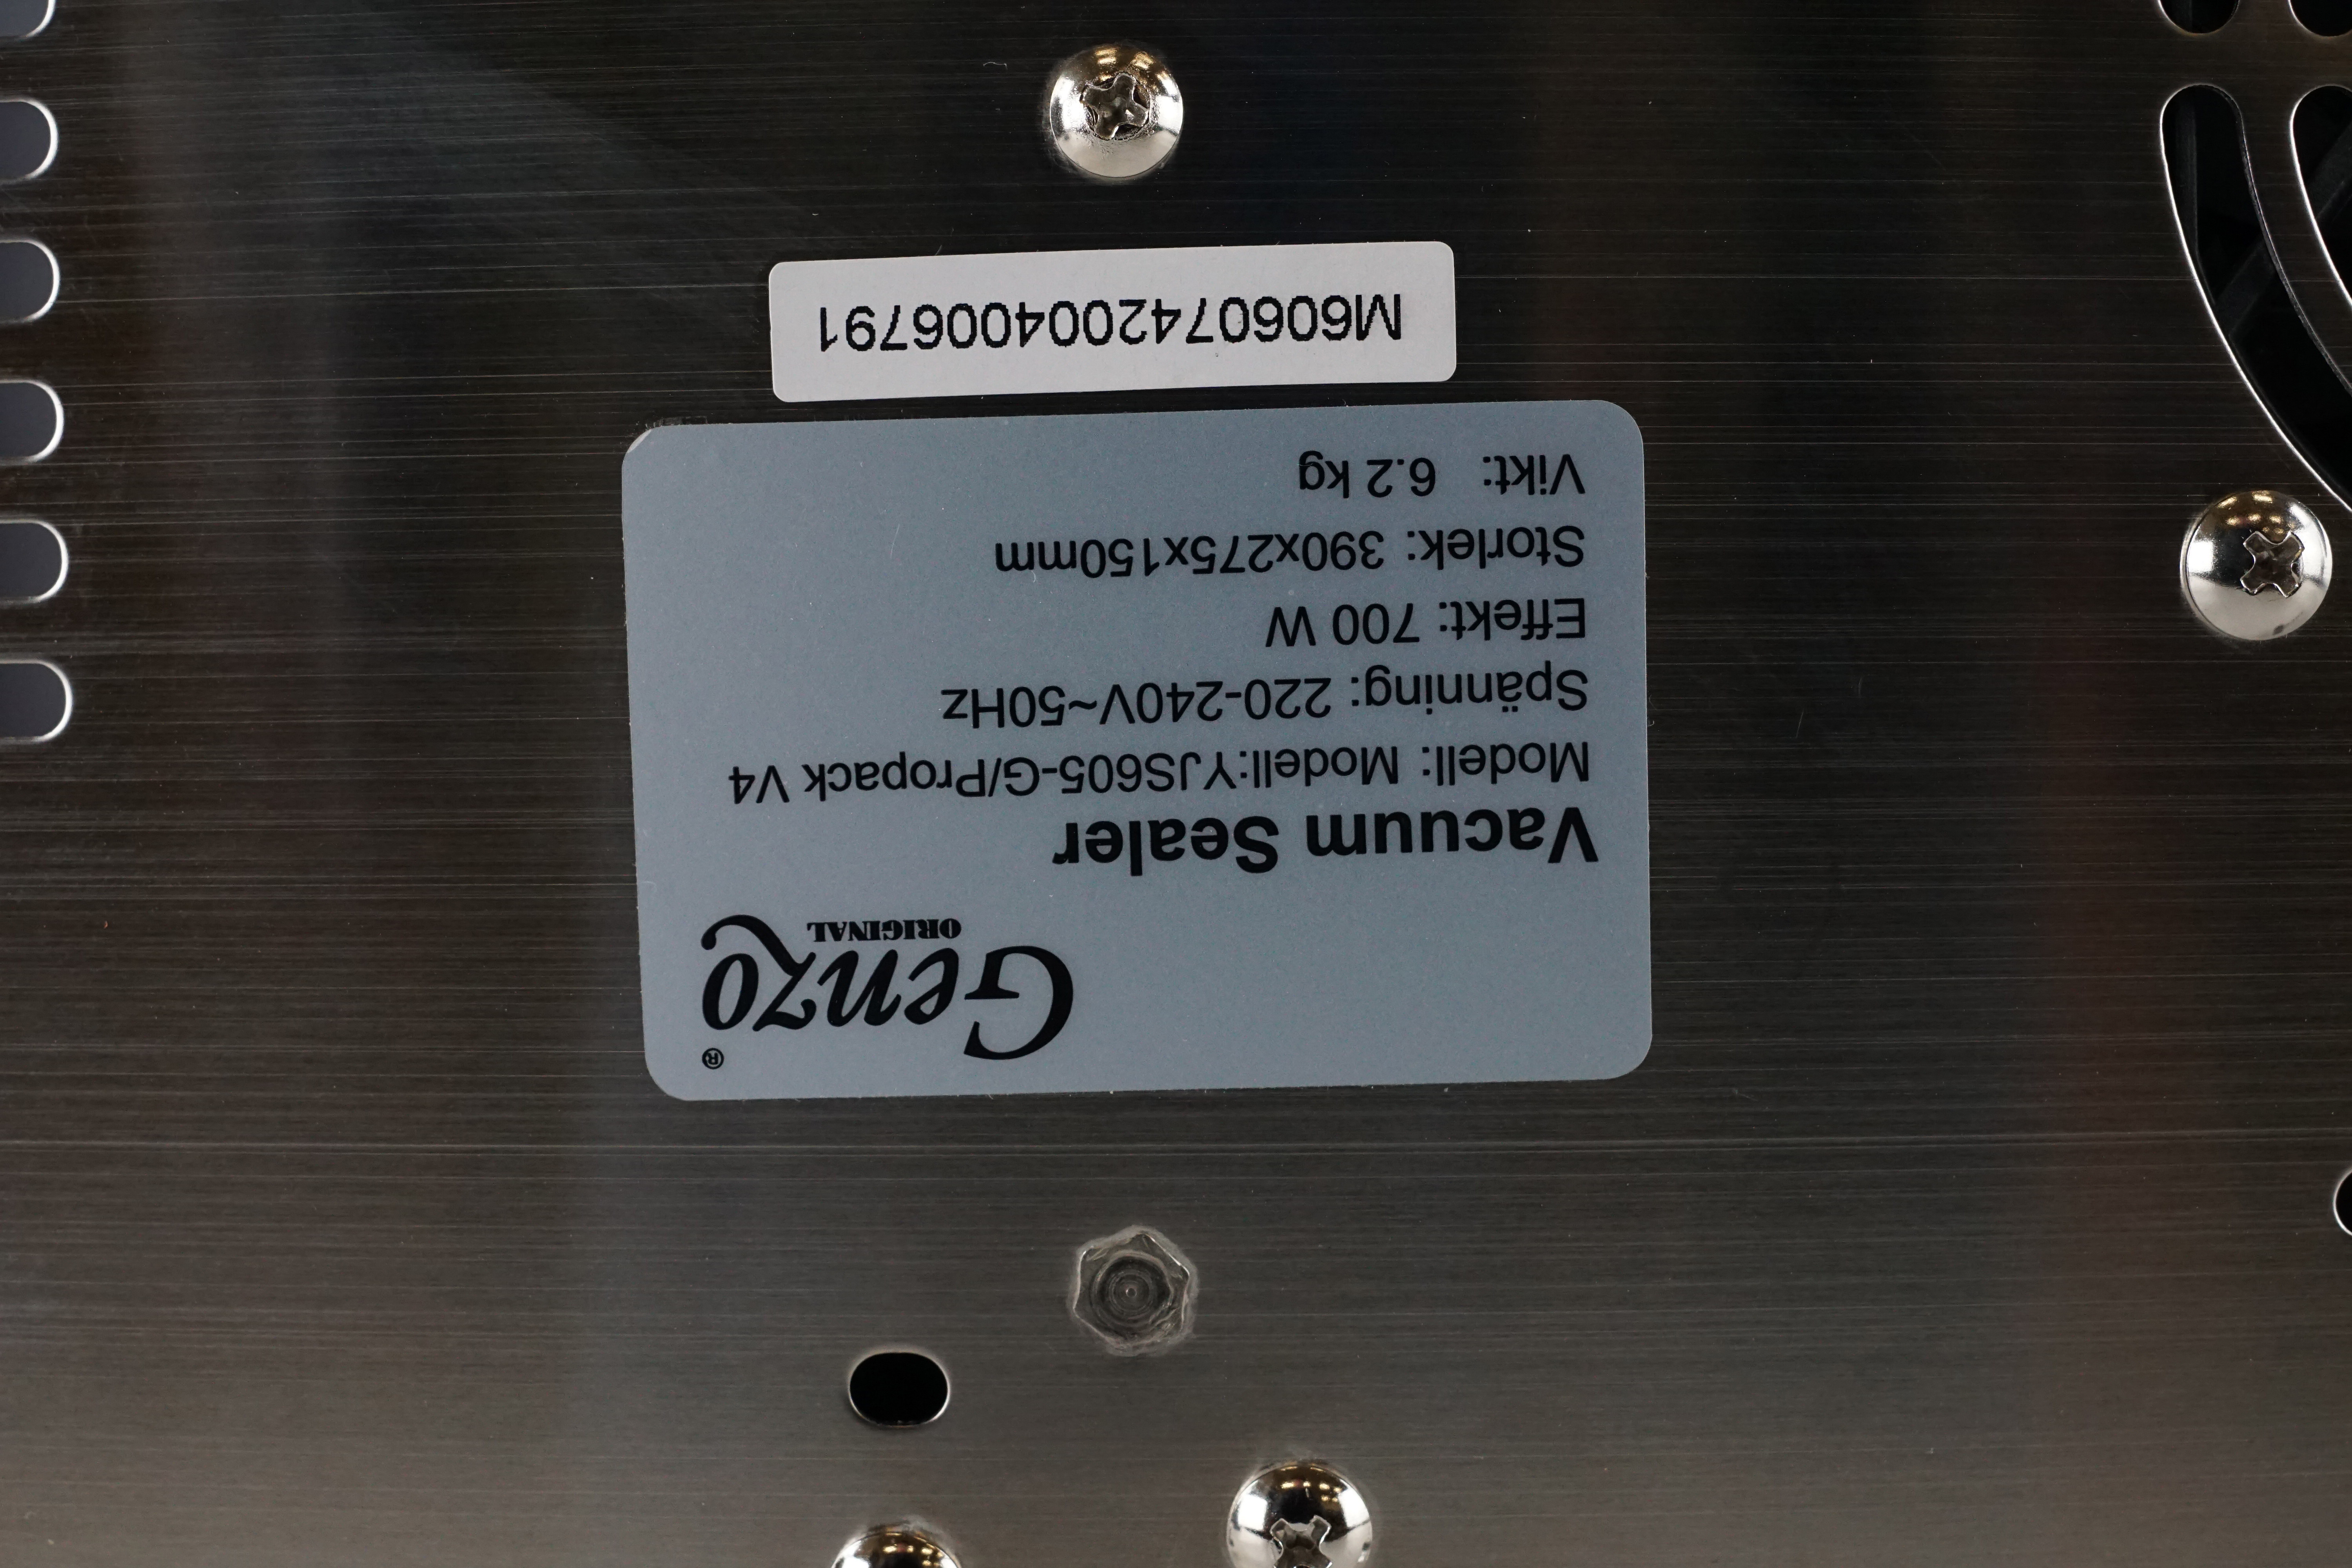 Genzo®
ORIGINAL
Vacuum Sealer
Modell: Modell:YJS605-G/Propack V4
Spänning: 220-240V~50Hz
Effekt: 700 W
Storlek: 390x275x150mm
Vikt: 6.2 kg
M6060742004006791